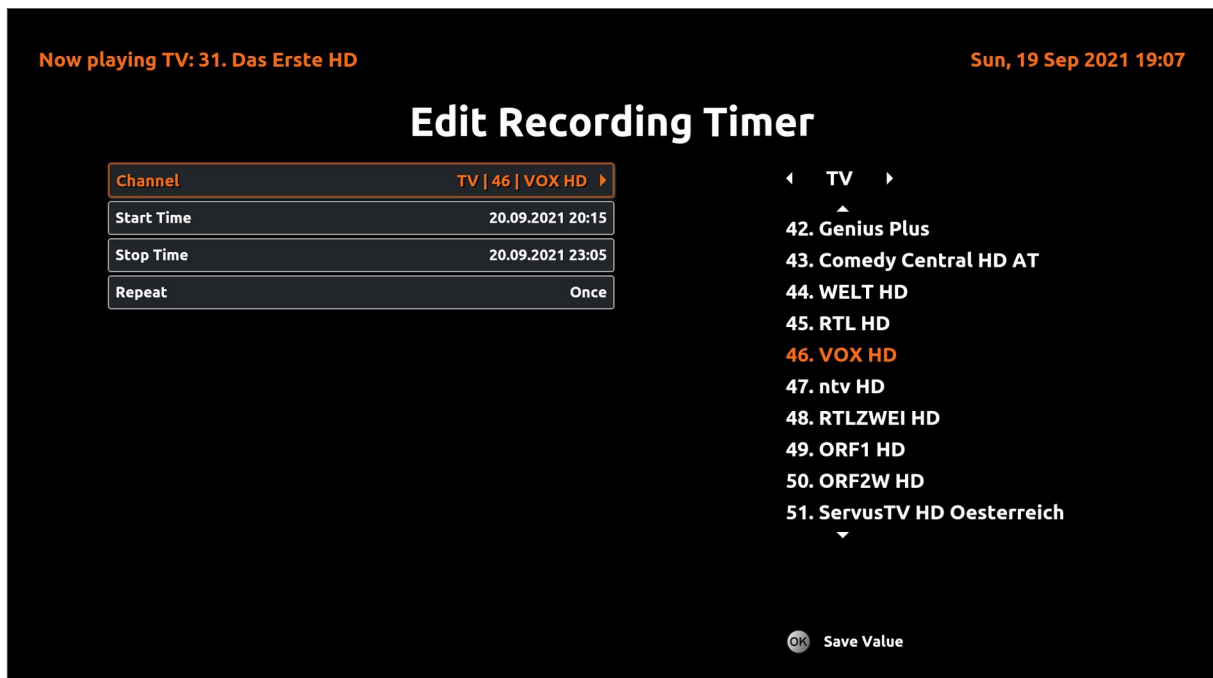 Now playing TV: 31. Das Erste HD
Sun, 19 Sep 2021 19:07
Edit Recording Timer
Channel TV | 46 | VOX HD
Start Time 20.09.2021 20:15
Stop Time 20.09.2021 23:05
Repeat Once
TV
42. Genius Plus
43. Comedy Central HD AT
44. WELT HD
45. RTL HD
46. VOX HD
47. ntv HD
48. RTLZWEI HD
49. ORF1 HD
50. ORF2W HD
51. ServusTV HD Oesterreich
OK Save Value